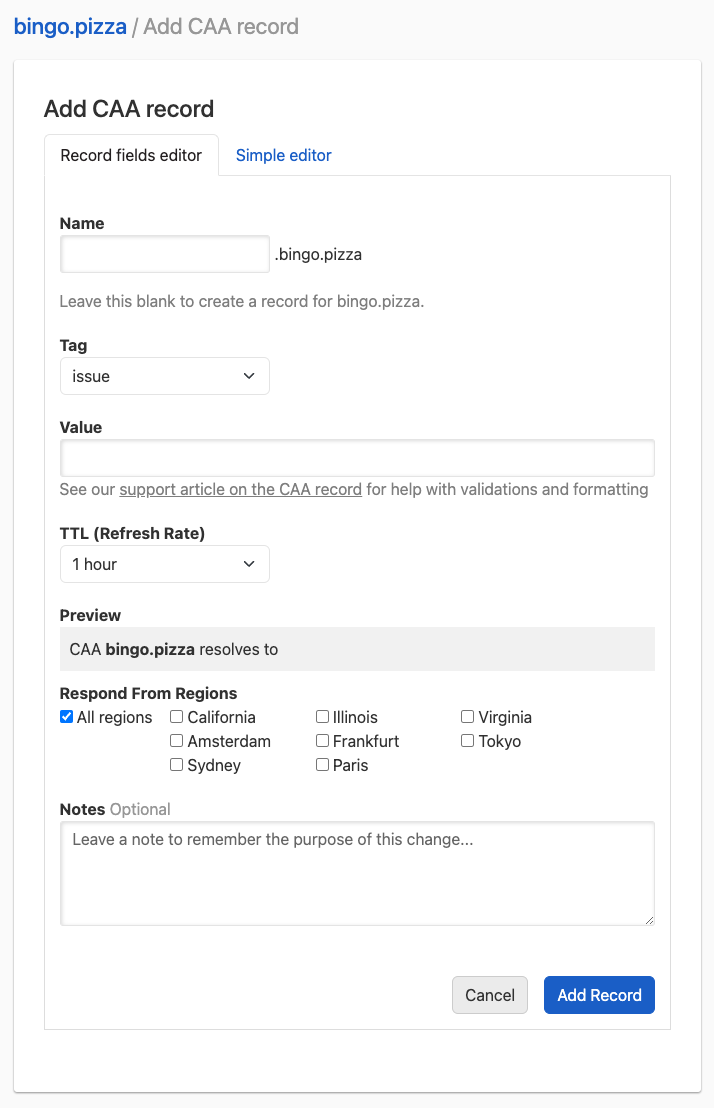 bingo.pizza / Add CAA record
Add CAA record
Record fields editor Simple editor
Name
.bingo.pizza
Leave this blank to create a record for bingo.pizza.
Tag
issue
Value
See our support article on the CAA record for help with validations and formatting
TTL (Refresh Rate)
1 hour
Preview
CAA bingo.pizza resolves to
Respond From Regions
All regions California Illinois Virginia
Amsterdam Frankfurt Tokyo
Sydney Paris
Notes Optional
Leave a note to remember the purpose of this change...
Cancel Add Record